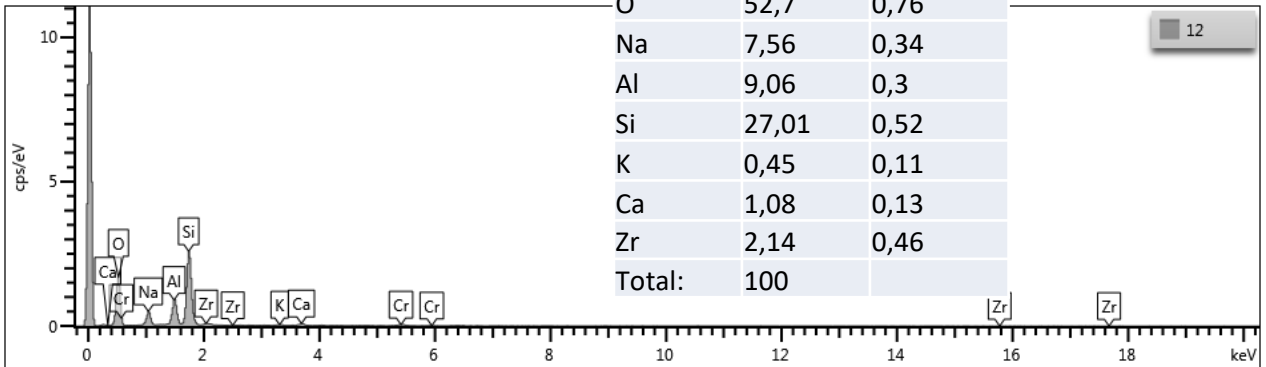 O 52,7 0,76
10 12
Na 7,56 0,34
Al 9,06 0,3
Si 27,01 0,52
K 0,45 0,11
Ca 1,08 0,13
Zr 2,14 0,46
Total: 100
cps/eV
5
Si
O
Ca
Al
Na
Cr
Zr Zr K Ca Cr Cr Zr Zr
0
0 2 4 6 8 10 12 14 16 18 keV